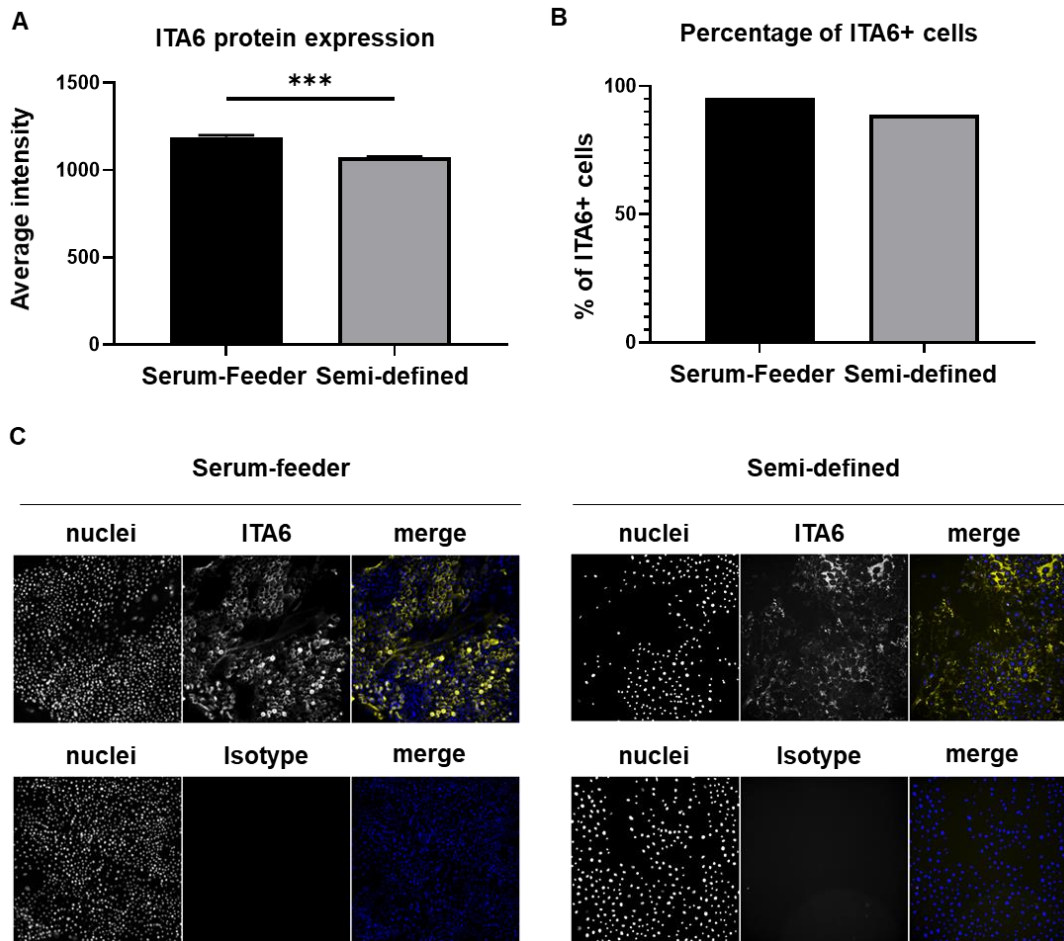 A
ITA6 protein expression
***
Average intensity
1500
1000
500
0
Serum-Feeder Semi-defined
B
Percentage of ITA6+ cells
% of ITA6+ cells
100
50
0
Serum-Feeder Semi-defined
C
Serum-feeder
nuclei ITA6 merge
nuclei Isotype merge
Semi-defined
nuclei ITA6 merge
nuclei Isotype merge